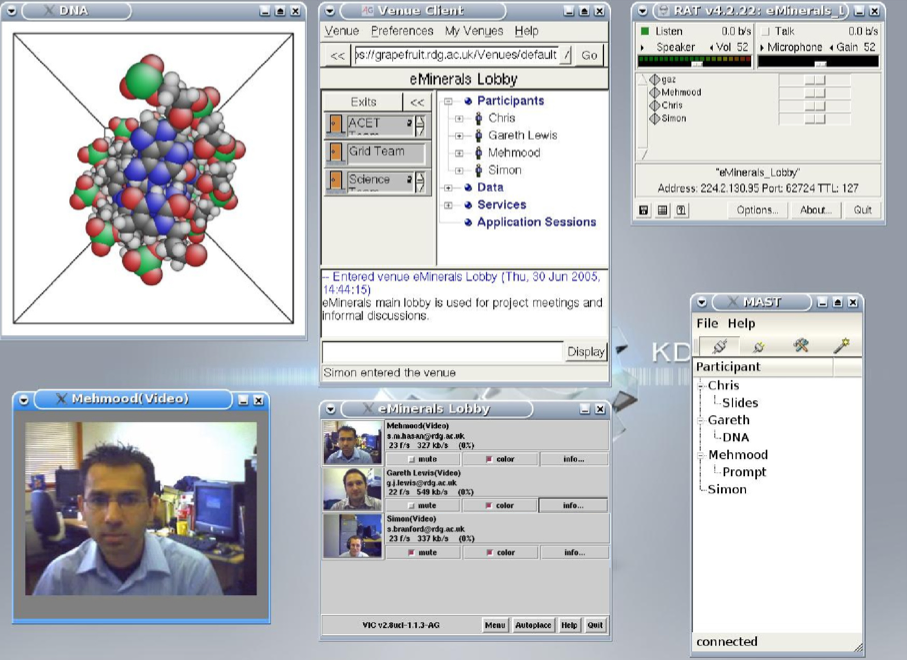 DNA
Venue Client
Venue Preferences My Venues Help
<< ps://grapefruit.rdg.ac.uk/Venues/default Go
eMinerals Lobby
Exits <<
ACET
Team
Grid Team
Science
Team
Participants
Chris
Gareth Lewis
Mehmood
Simon
Data
Services
Application Sessions
-- Entered venue eMinerals Lobby (Thu, 30 Jun 2005,
14:44:15)
eMinerals main lobby is used for project meetings and
informal discussions.
Display
Simon entered the venue
RAT v4.2.22: eMinerals_L
Listen 0.0 b/s Talk 0.0 b/s
Speaker Vol 52 Microphone Gain 52
gaz
Mehmood
Chris
Simon
"eMinerals_Lobby"
Address: 224.2.130.95 Port: 62724 TTL: 127
Options... About... Quit
KD
Mehmood(Video)
eMinerals Lobby
Mehmood(Video)
s.m.hasan@rdg.ac.uk
23 f/s 327 kb/s (0%)
mute color info...
Gareth Lewis(Video)
g.j.lewis@rdg.ac.uk
22 f/s 549 kb/s (0%)
mute color info...
Simon(Video)
s.branford@rdg.ac.uk
23 f/s 337 kb/s (0%)
mute color info...
VIC v2.8ucl-1.1.3-AG Menu Autoplace Help Quit
MAST
File Help
Participant
Chris
Slides
Gareth
DNA
Mehmood
Prompt
Simon
connected